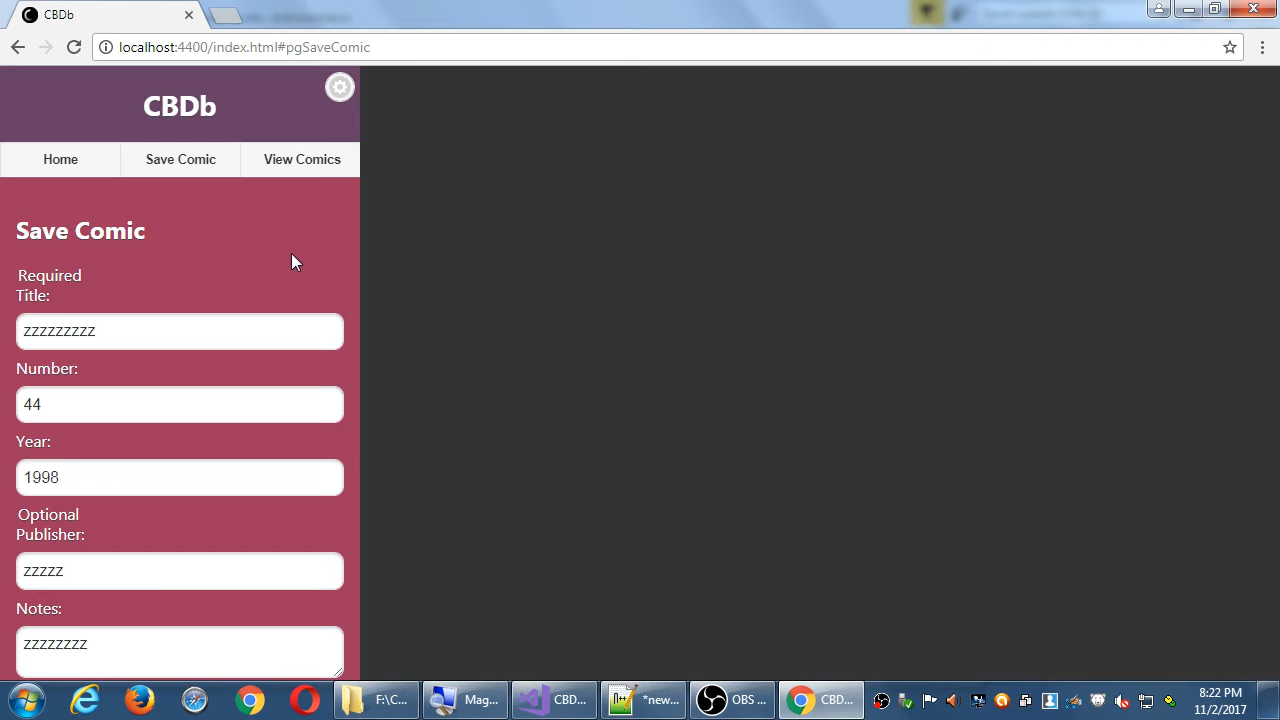 CBDb
localhost:4400/index.html#pgSaveComic
CBDb
Home
Save Comic
View Comics
Save Comic
Required
Title:
zzzzzzzzz
Number:
44
Year:
1998
Optional
Publisher:
zzzzz
Notes:
zzzzzzzz
F:\C...
Mag...
CBD...
*new...
OBS ...
CBD...
8:22 PM
11/2/2017